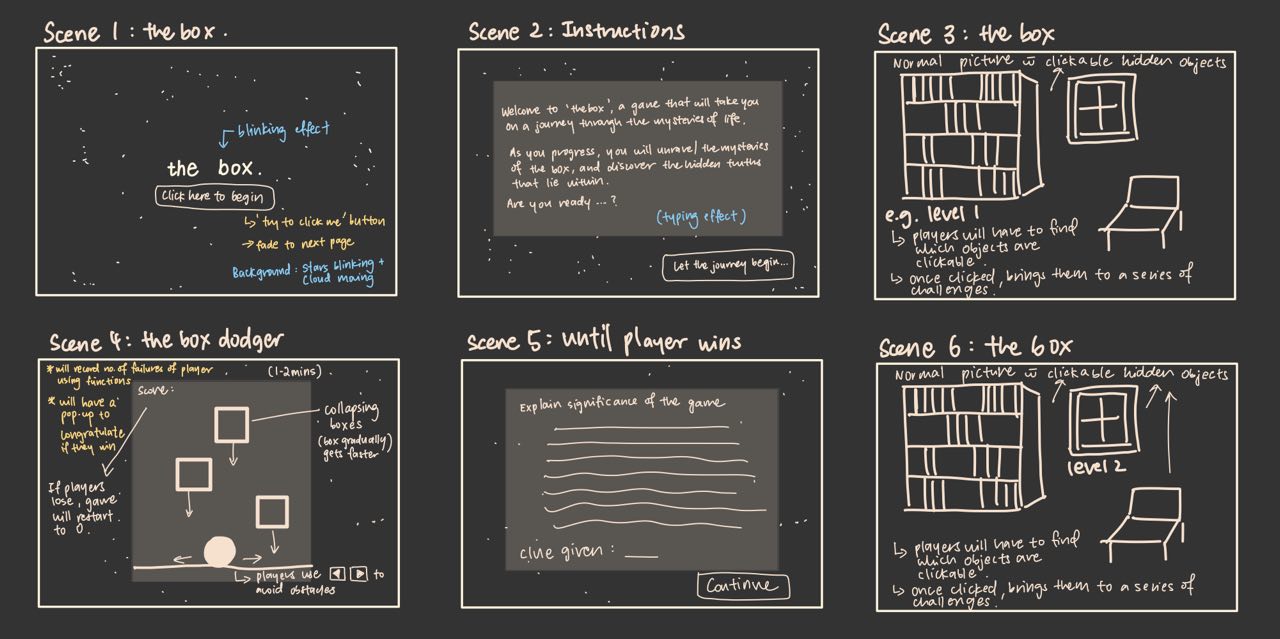 Scene 1 : the box .
blinking effect
the box.
Click here to begin
'try to click me' button
fade to next page
Background : stars blinking +
cloud moving
Scene 2 : Instructions
Welcome to 'thebox', a game that will take you
on a journey through the mysteries of life.
As you progress, you will unravel the mysteries
of the box, and discover the hidden truths
that lie within.
Are you ready ... ?
(typing effect)
Let the journey begin...
Scene 3 : the box
Normal picture w̄ clickable hidden objects
e.g. level 1
players will have to find
which objects are
clickable
once clicked, brings them to a series of
challenges.
Scene 4 : the box dodger
* will record no. of failures of player
using functions
(1-2mins)
* will have a
pop-up to
congratulate
if they win
Score :
collapsing
boxes
(box gradually
gets faster)
If players
lose, game
will restart
to 0.
players use ◀ ▶ to
avoid obstacles
Scene 5 : until player wins
Explain significance of the game
clue given : ___
Continue
Scene 6 : the box
Normal picture w̄ clickable hidden objects
level 2
players will have to find
which objects are
clickable
once clicked, brings them to a series of
challenges.